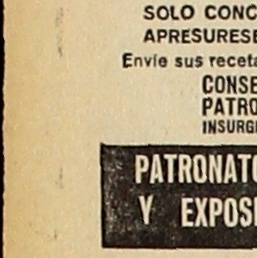 SOLO CONC
APRESURESE
Envíe sus receta
CONSE
PATRO
INSURG
PATRONATO
Y EXPOSI